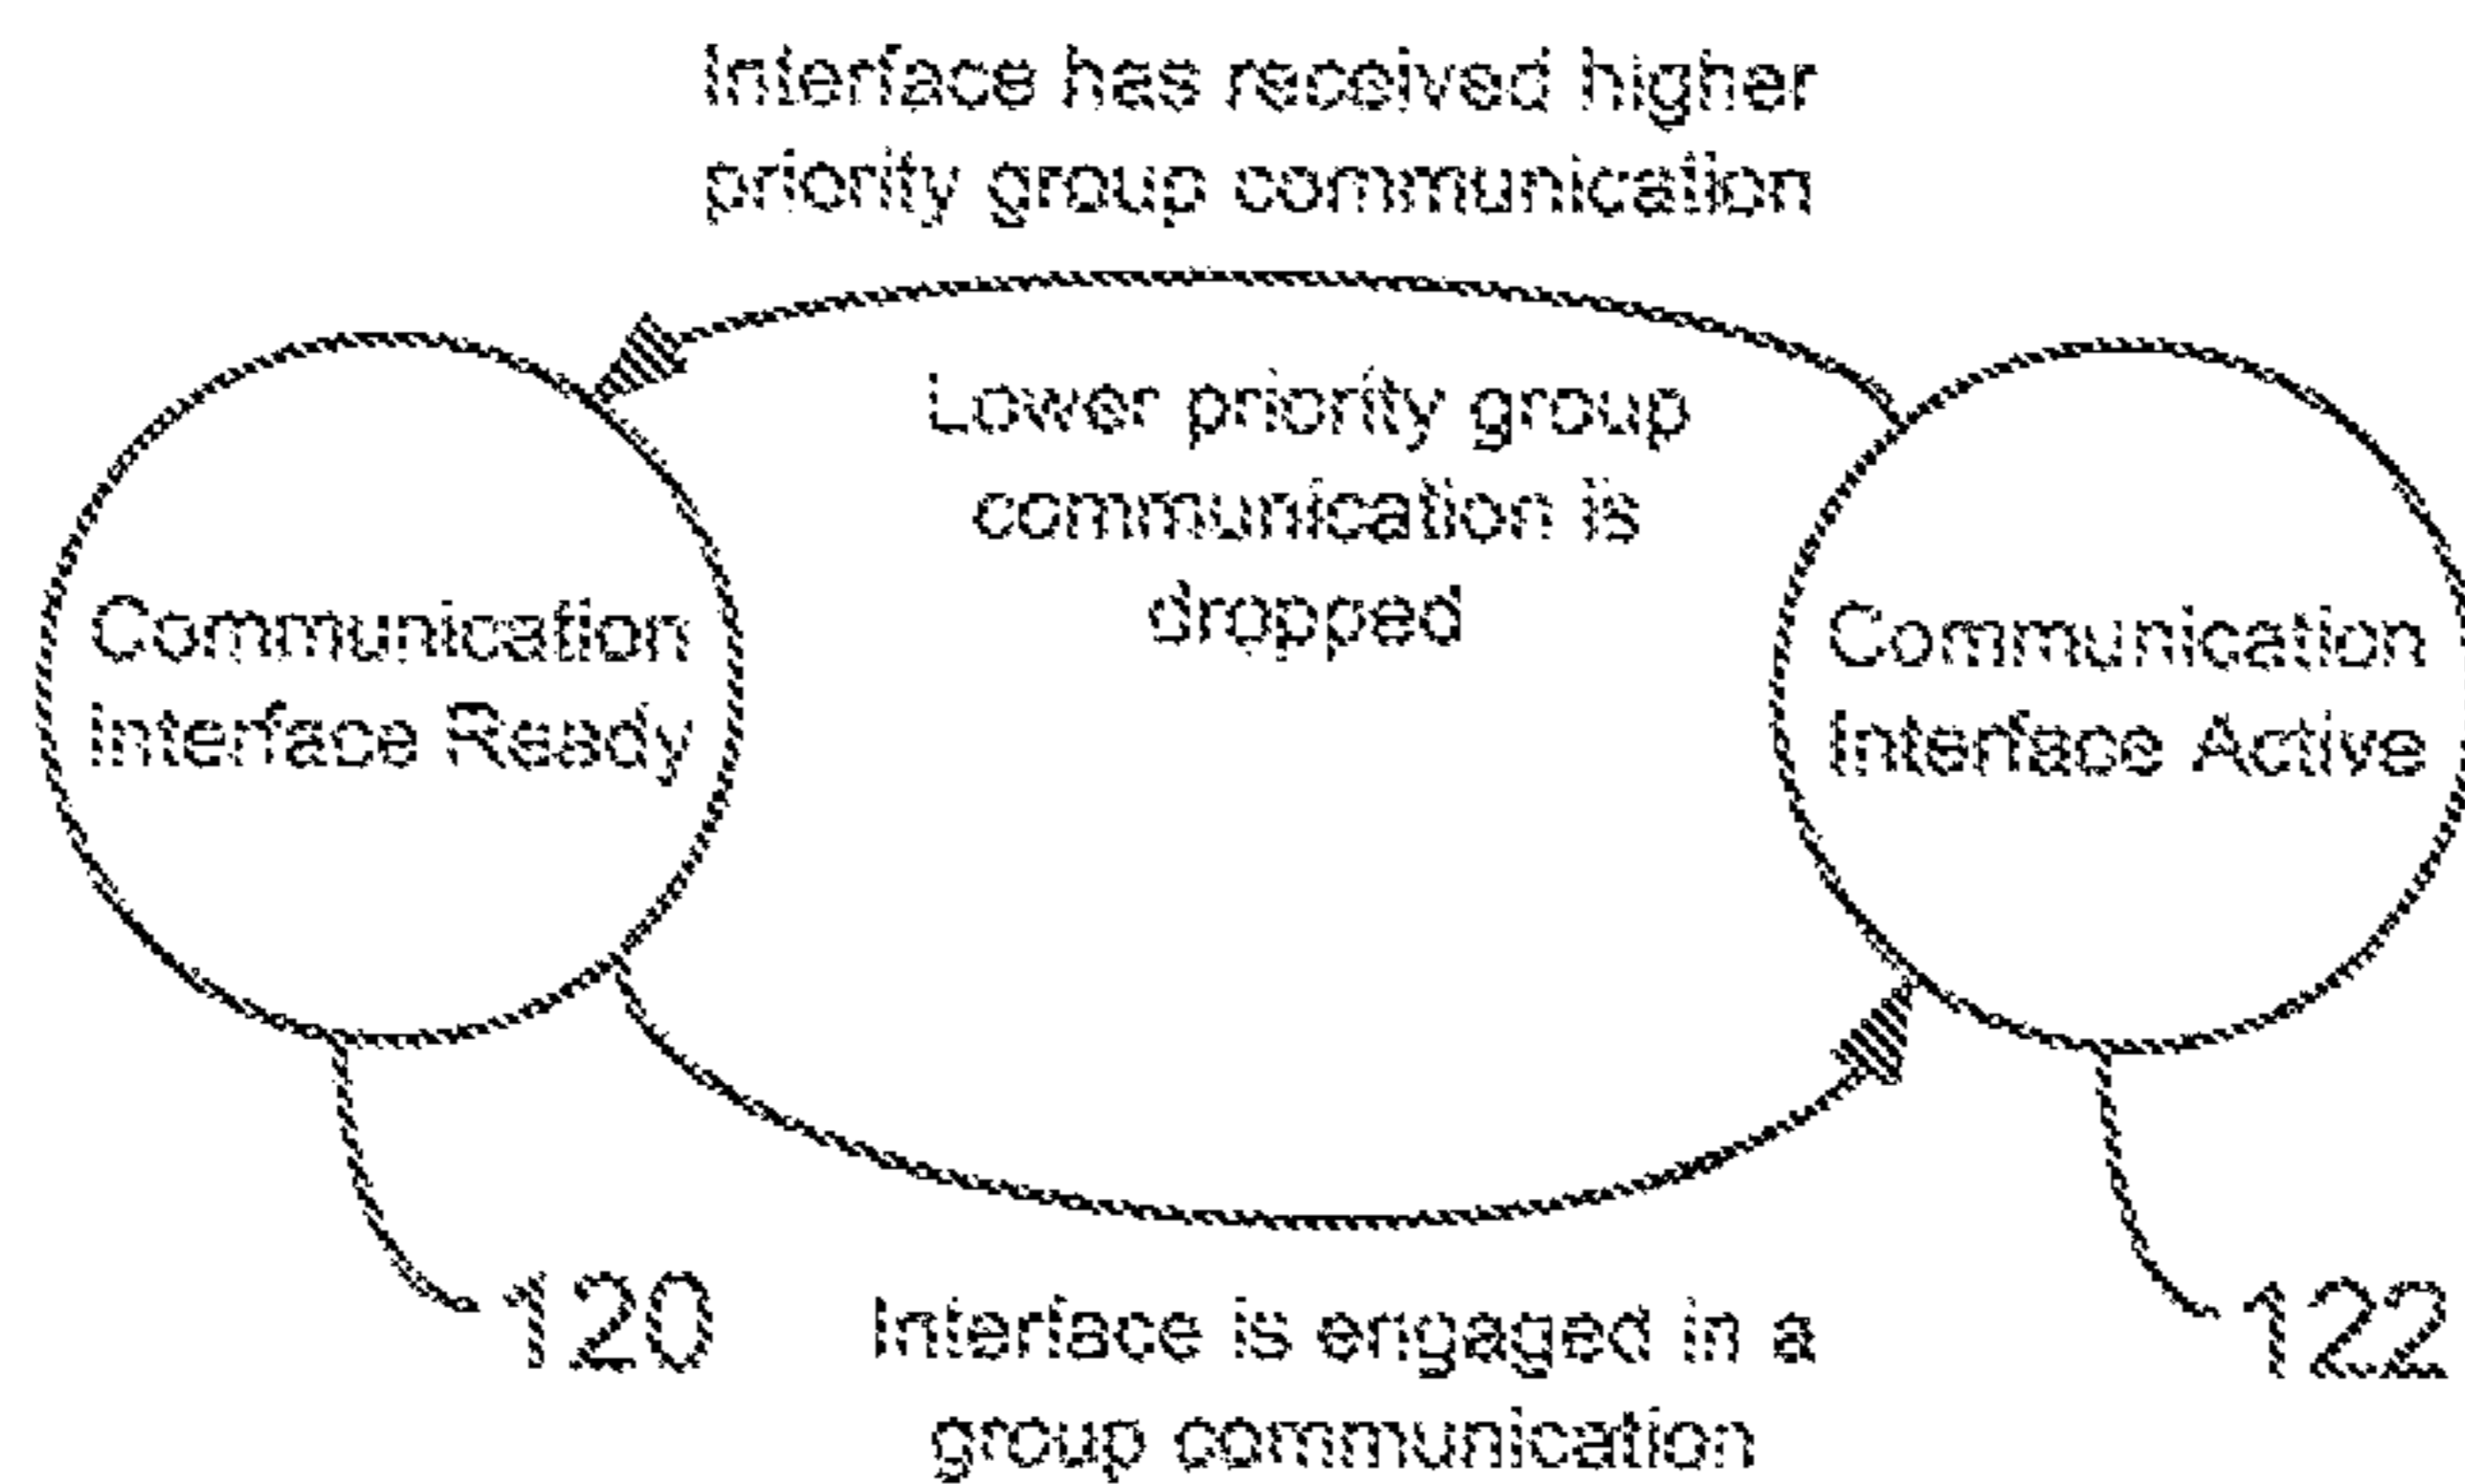 Interface has received higher
priority group communication
Lower priority group
communication is
dropped
Communication
Interface Ready
Communication
Interface Active
120
122
Interface is engaged in a
group communication